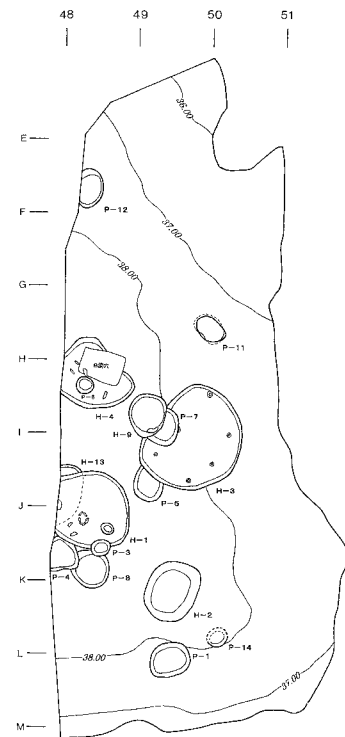 48 49 50 51
E
36.00
F
P-12
37.00
G
38.00
P-11
H
P-6
H-4
P-7
I
H-9
H-13
P-5
H-3
J
H-1
P-3
P-4
P-8
K
H-2
P-14
L
38.00
P-1
37.00
M